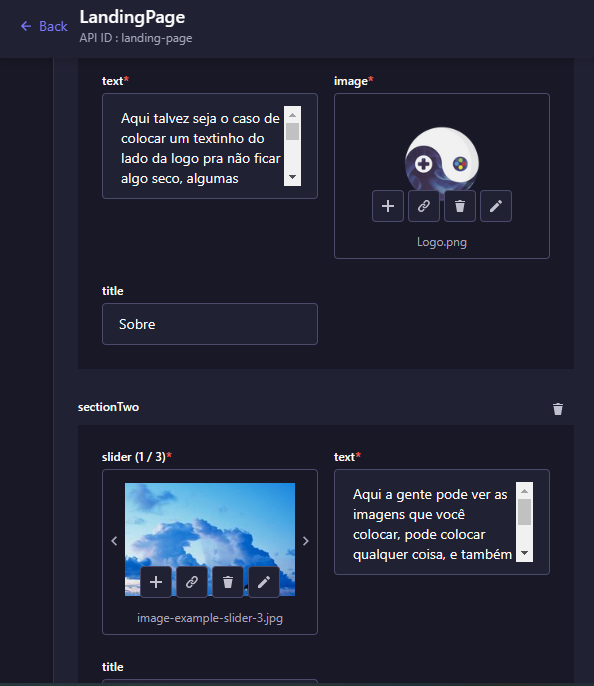 Back
LandingPage
API ID : landing-page
text*
image*
Aqui talvez seja o caso de
colocar um textinho do
lado da logo pra não ficar
algo seco, algumas
Logo.png
title
Sobre
sectionTwo
slider (1 / 3)*
text*
Aqui a gente pode ver as
imagens que você
colocar, pode colocar
qualquer coisa, e também
image-example-slider-3.jpg
title